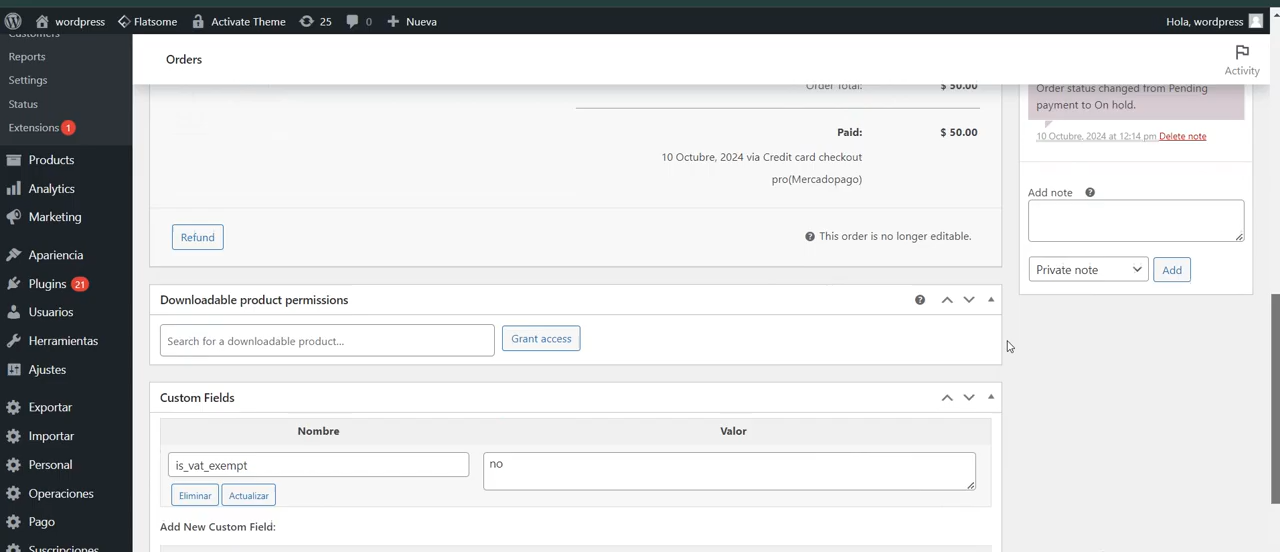 wordpress
Flatsome
Activate Theme
25
0
Nueva
Hola, wordpress
Customers
Reports
Settings
Status
Extensions 1
Products
Analytics
Marketing
Apariencia
Plugins 21
Usuarios
Herramientas
Ajustes
Exportar
Importar
Personal
Operaciones
Pago
Suscripciones
Orders
Activity
Order Total: $ 50.00
Paid: $ 50.00
10 Octubre, 2024 via Credit card checkout
pro(Mercadopago)
Refund
This order is no longer editable.
Downloadable product permissions
Search for a downloadable product...
Grant access
Custom Fields
Nombre Valor
is_vat_exempt no
Eliminar Actualizar
Add New Custom Field:
Order status changed from Pending
payment to On hold.
10 Octubre, 2024 at 12:14 pm Delete note
Add note
Private note Add